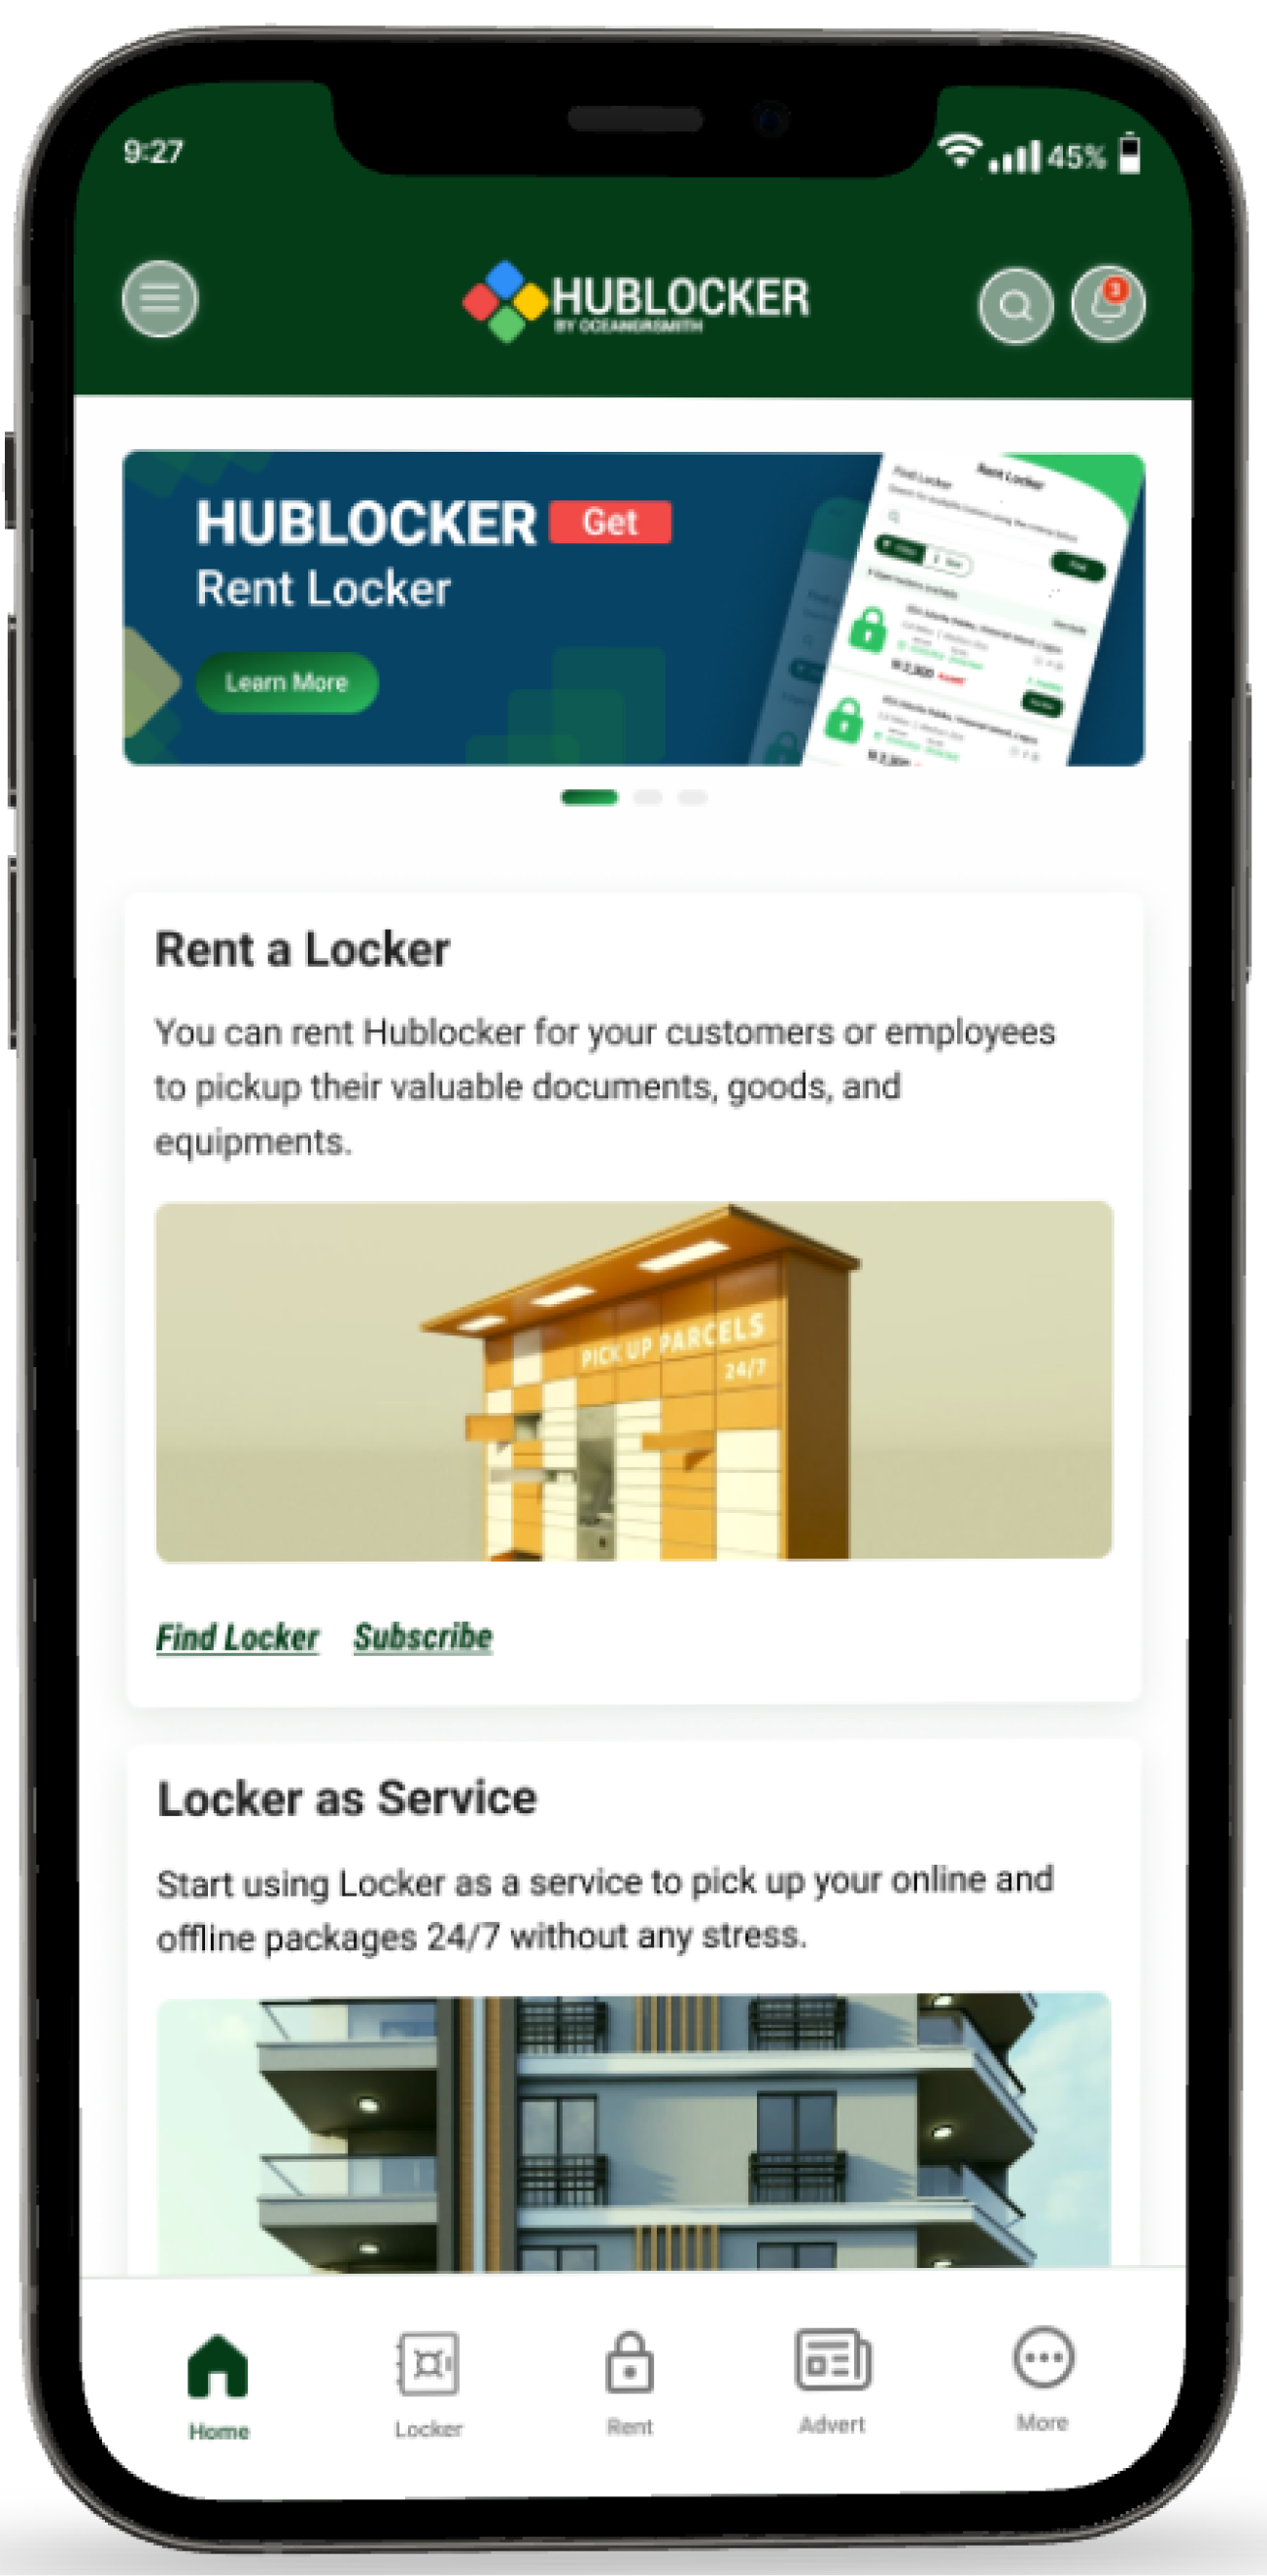 9:27
45%
HUBLOCKER
BY OCEANGRSMITH
3
HUBLOCKER Get
Rent Locker
Learn More
Rent Locker
Find Locker
Rent a Locker
You can rent Hublocker for your customers or employees
to pickup their valuable documents, goods, and
equipments.
PICK UP PARCELS
24/7
Find Locker Subscribe
Locker as Service
Start using Locker as a service to pick up your online and
offline packages 24/7 without any stress.
Home Locker Rent Advert More